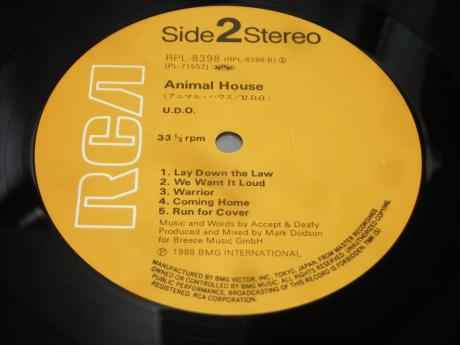 Side 2 Stereo
RPL-8398 (RPL-8398-B) Ⓢ
(PL-71552)
Animal House
(アニマル・ハウス/U.D.O.)
U.D.O.
33 1/3 rpm
RCA
1. Lay Down the Law
2. We Want It Loud
3. Warrior
4. Coming Home
5. Run for Cover
Music and Words by Accept & Deafy
Produced and Mixed by Mark Dodson
for Breeze Music GmbH
Ⓟ 1988 BMG INTERNATIONAL
MANUFACTURED BY BMG VICTOR, INC., TOKYO, JAPAN, FROM MASTER RECORDINGS
OWNED OR CONTROLLED BY BMG MUSIC. ALL RIGHTS RESERVED. UNAUTHORIZED COPYING,
PUBLIC PERFORMANCE, BROADCASTING OF THIS RECORD IS FORBIDDEN. TMK(S)
REGISTERED. RCA CORPORATION.